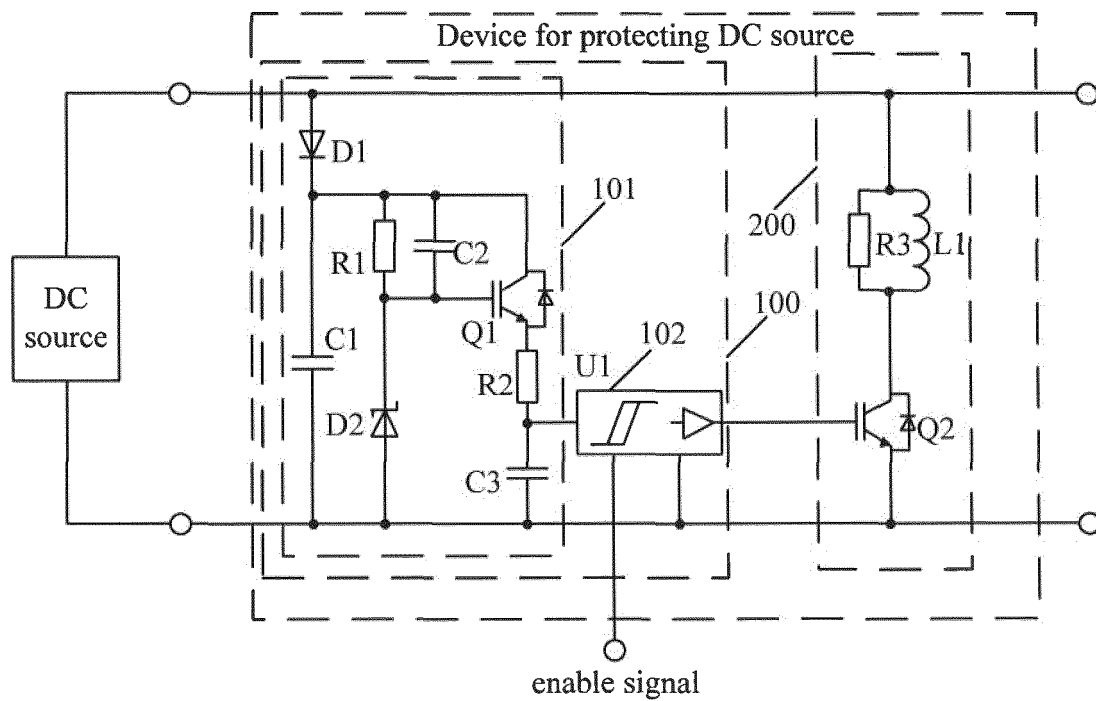 Device for protecting DC source
D1
101
200
R1
C2
R3
L1
DC
source
C1
Q1
100
102
U1
R2
D2
Q2
C3
enable signal